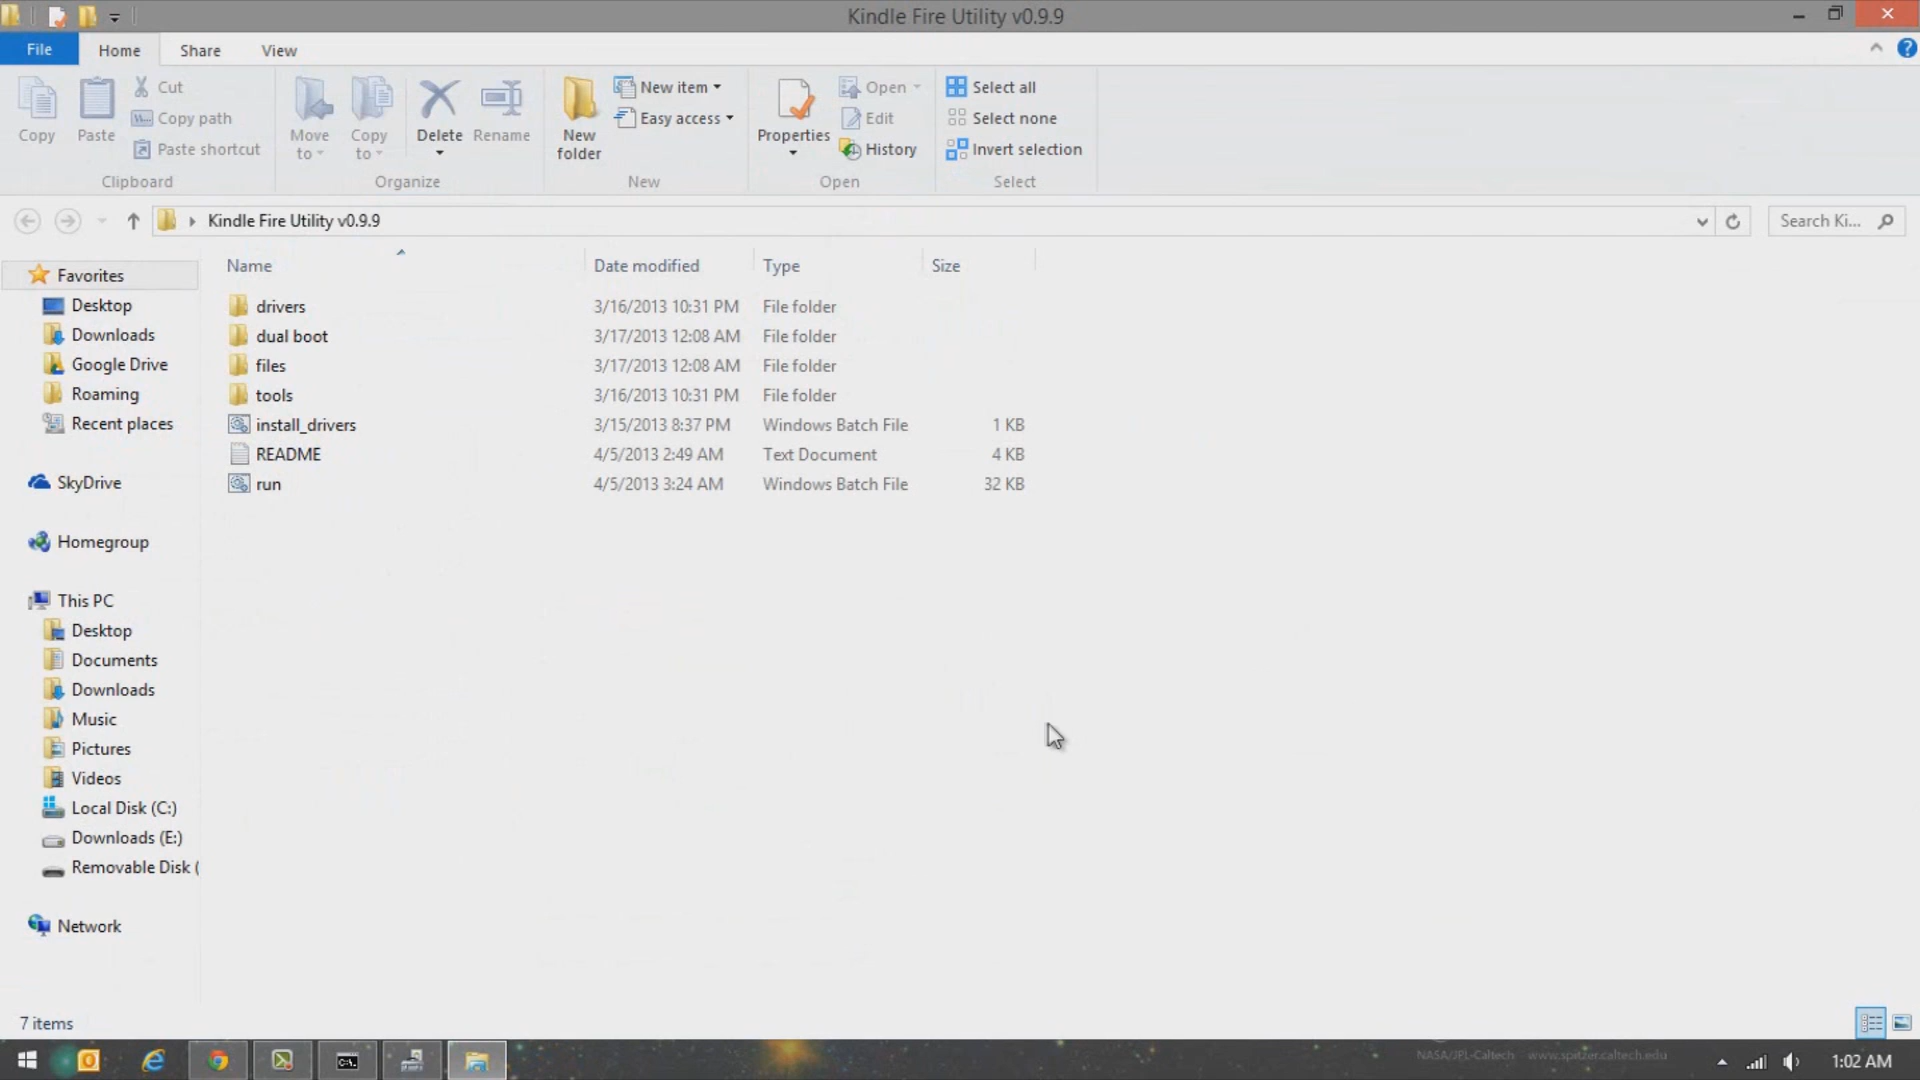 Kindle Fire Utility v0.9.9
File Home Share View
Copy
Paste
Cut
Copy path
Paste shortcut
Clipboard
Move to
Copy to
Delete
Rename
Organize
New folder
New item
Easy access
New
Properties
Open
Edit
History
Open
Select all
Select none
Invert selection
Select
Kindle Fire Utility v0.9.9
Search Ki...
Name Date modified Type Size
drivers 3/16/2013 10:31 PM File folder
dual boot 3/17/2013 12:08 AM File folder
files 3/17/2013 12:08 AM File folder
tools 3/16/2013 10:31 PM File folder
install_drivers 3/15/2013 8:37 PM Windows Batch File 1 KB
README 4/5/2013 2:49 AM Text Document 4 KB
run 4/5/2013 3:24 AM Windows Batch File 32 KB
Favorites
Desktop
Downloads
Google Drive
Roaming
Recent places
SkyDrive
Homegroup
This PC
Desktop
Documents
Downloads
Music
Pictures
Videos
Local Disk (C:)
Downloads (E:)
Removable Disk (
Network
7 items
NASA/JPL-Caltech www.spitzer.caltech.edu
1:02 AM